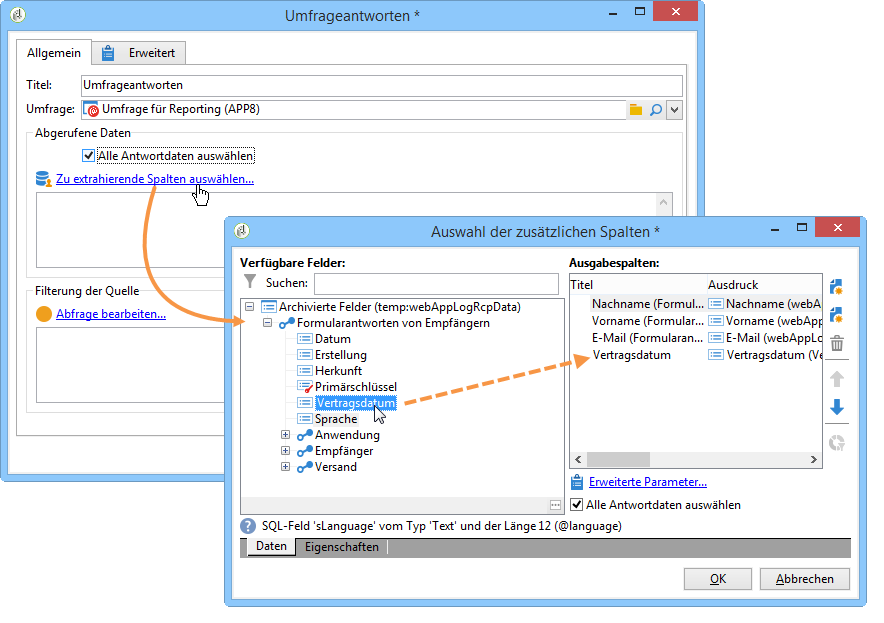 Umfrageantworten *
Allgemein
Erweitert
Titel:
Umfrageantworten
Umfrage:
Umfrage für Reporting (APP8)
Abgerufene Daten
Alle Antwortdaten auswählen
Zu extrahierende Spalten auswählen...
Filterung der Quelle
Abfrage bearbeiten...
Auswahl der zusätzlichen Spalten *
Verfügbare Felder:
Suchen:
Archivierte Felder (temp:webAppLogRcpData)
Formularantworten von Empfängern
Datum
Erstellung
Herkunft
Primärschlüssel
Vertragsdatum
Sprache
Anwendung
Empfänger
Versand
Ausgabespalten:
Titel Ausdruck
Nachname (Formul... Nachname (webA
Vorname (Formular... Vorname (webApp
E-Mail (Formularan... E-Mail (webAppLo
Vertragsdatum Vertragsdatum (Ve
Erweiterte Parameter...
Alle Antwortdaten auswählen
SQL-Feld 'sLanguage' vom Typ 'Text' und der Länge 12 (@language)
Daten
Eigenschaften
OK
Abbrechen